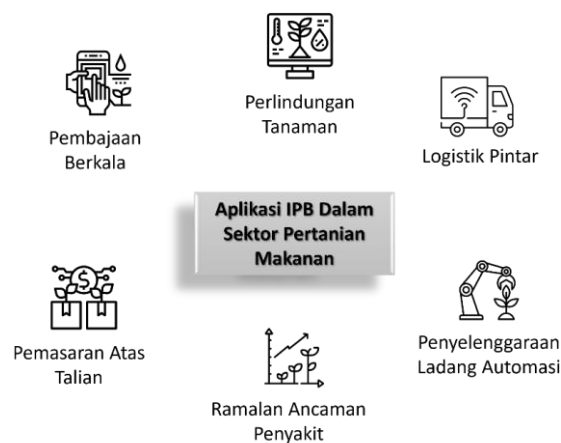 Perlindungan
Tanaman
Pembajaan
Berkala
Logistik Pintar
Aplikasi IPB Dalam
Sektor Pertanian
Makanan
Pemasaran Atas
Talian
$
Penyelenggaraan
Ladang Automasi
Ramalan Ancaman
Penyakit